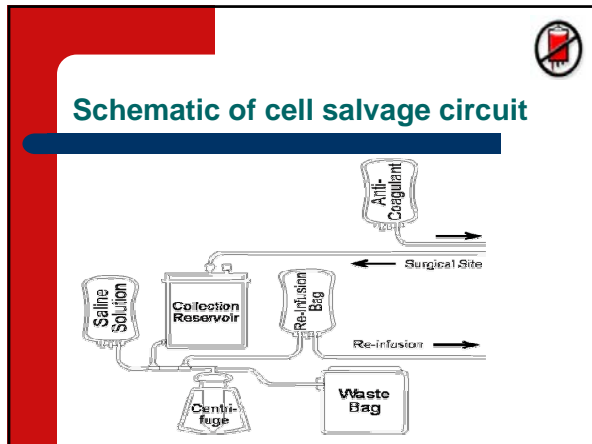 Schematic of cell salvage circuit
Anti-
Coagulant
Surgical Site
Saline
Solution
Collection
Reservoir
Re-Infusion
Bag
Re-infusion
Centri-
fuge
Waste
Bag